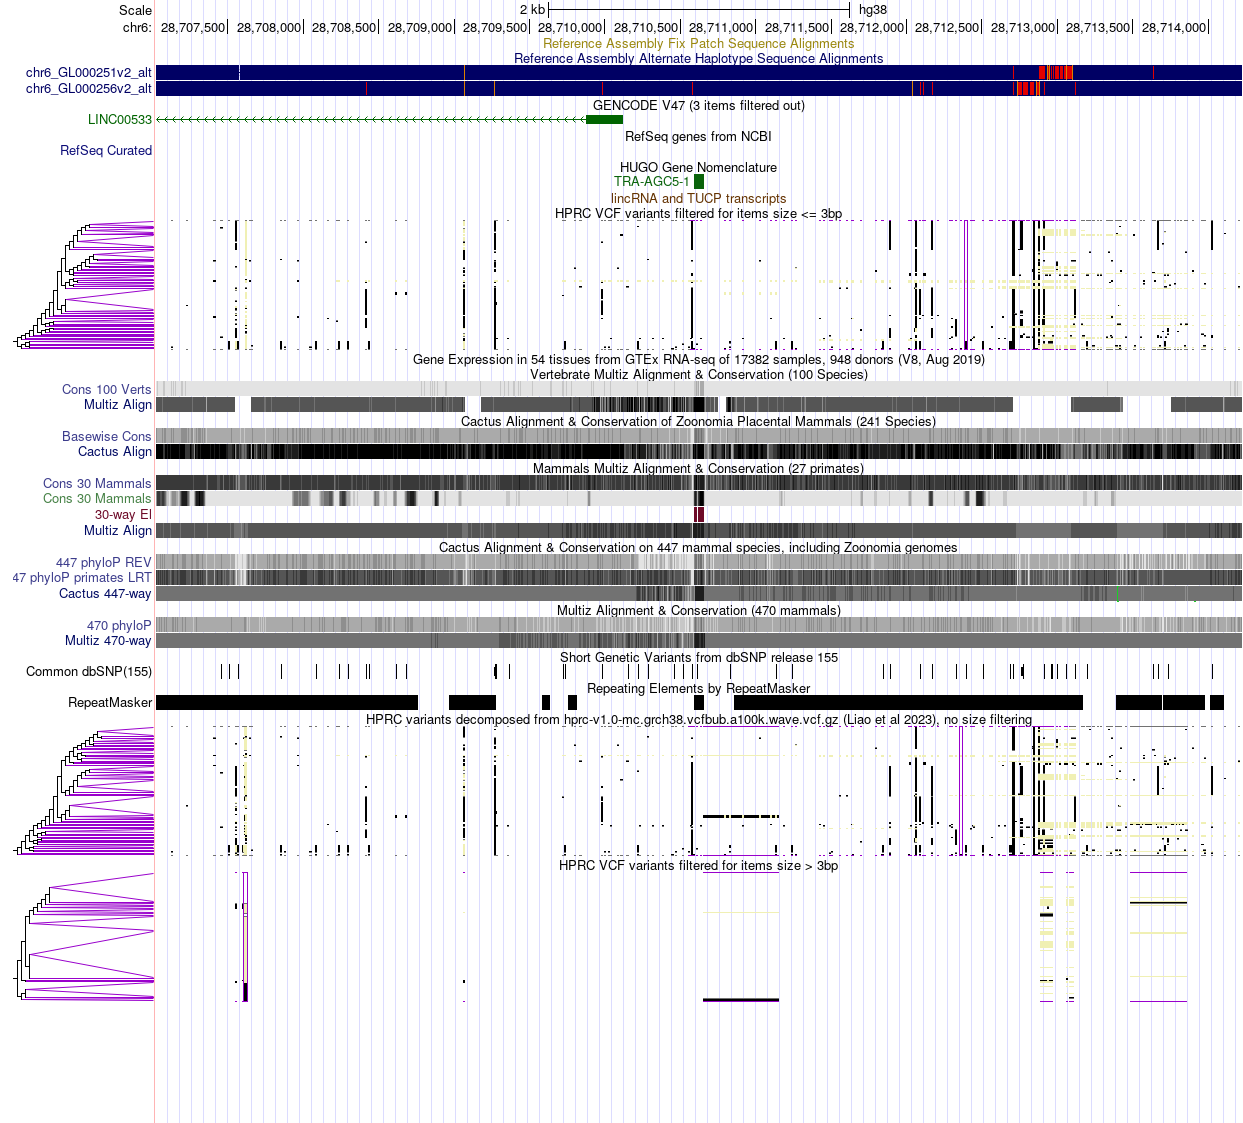 Scale 2 kb hg38
chr6: 28,707,500 28,708,000 28,708,500 28,709,000 28,709,500 28,710,000 28,710,500 28,711,000 28,711,500 28,712,000 28,712,500 28,713,000 28,713,500 28,714,000
Reference Assembly Fix Patch Sequence Alignments
Reference Assembly Alternate Haplotype Sequence Alignments
chr6_GL000251v2_alt
chr6_GL000256v2_alt
GENCODE V47 (3 items filtered out)
LINC00533
RefSeq genes from NCBI
RefSeq Curated
HUGO Gene Nomenclature
TRA-AGC5-1
lincRNA and TUCP transcripts
HPRC VCF variants filtered for items size <= 3bp
Gene Expression in 54 tissues from GTEx RNA-seq of 17382 samples, 948 donors (V8, Aug 2019)
Vertebrate Multiz Alignment & Conservation (100 Species)
Cons 100 Verts
Multiz Align
Cactus Alignment & Conservation of Zoonomia Placental Mammals (241 Species)
Basewise Cons
Cactus Align
Mammals Multiz Alignment & Conservation (27 primates)
Cons 30 Mammals
Cons 30 Mammals
30-way El
Multiz Align
Cactus Alignment & Conservation on 447 mammal species, including Zoonomia genomes
447 phyloP REV
47 phyloP primates LRT
Cactus 447-way
Multiz Alignment & Conservation (470 mammals)
470 phyloP
Multiz 470-way
Short Genetic Variants from dbSNP release 155
Common dbSNP(155)
Repeating Elements by RepeatMasker
RepeatMasker
HPRC variants decomposed from hprc-v1.0-mc.grch38.vcfbub.a100k.wave.vcf.gz (Liao et al 2023), no size filtering
HPRC VCF variants filtered for items size > 3bp